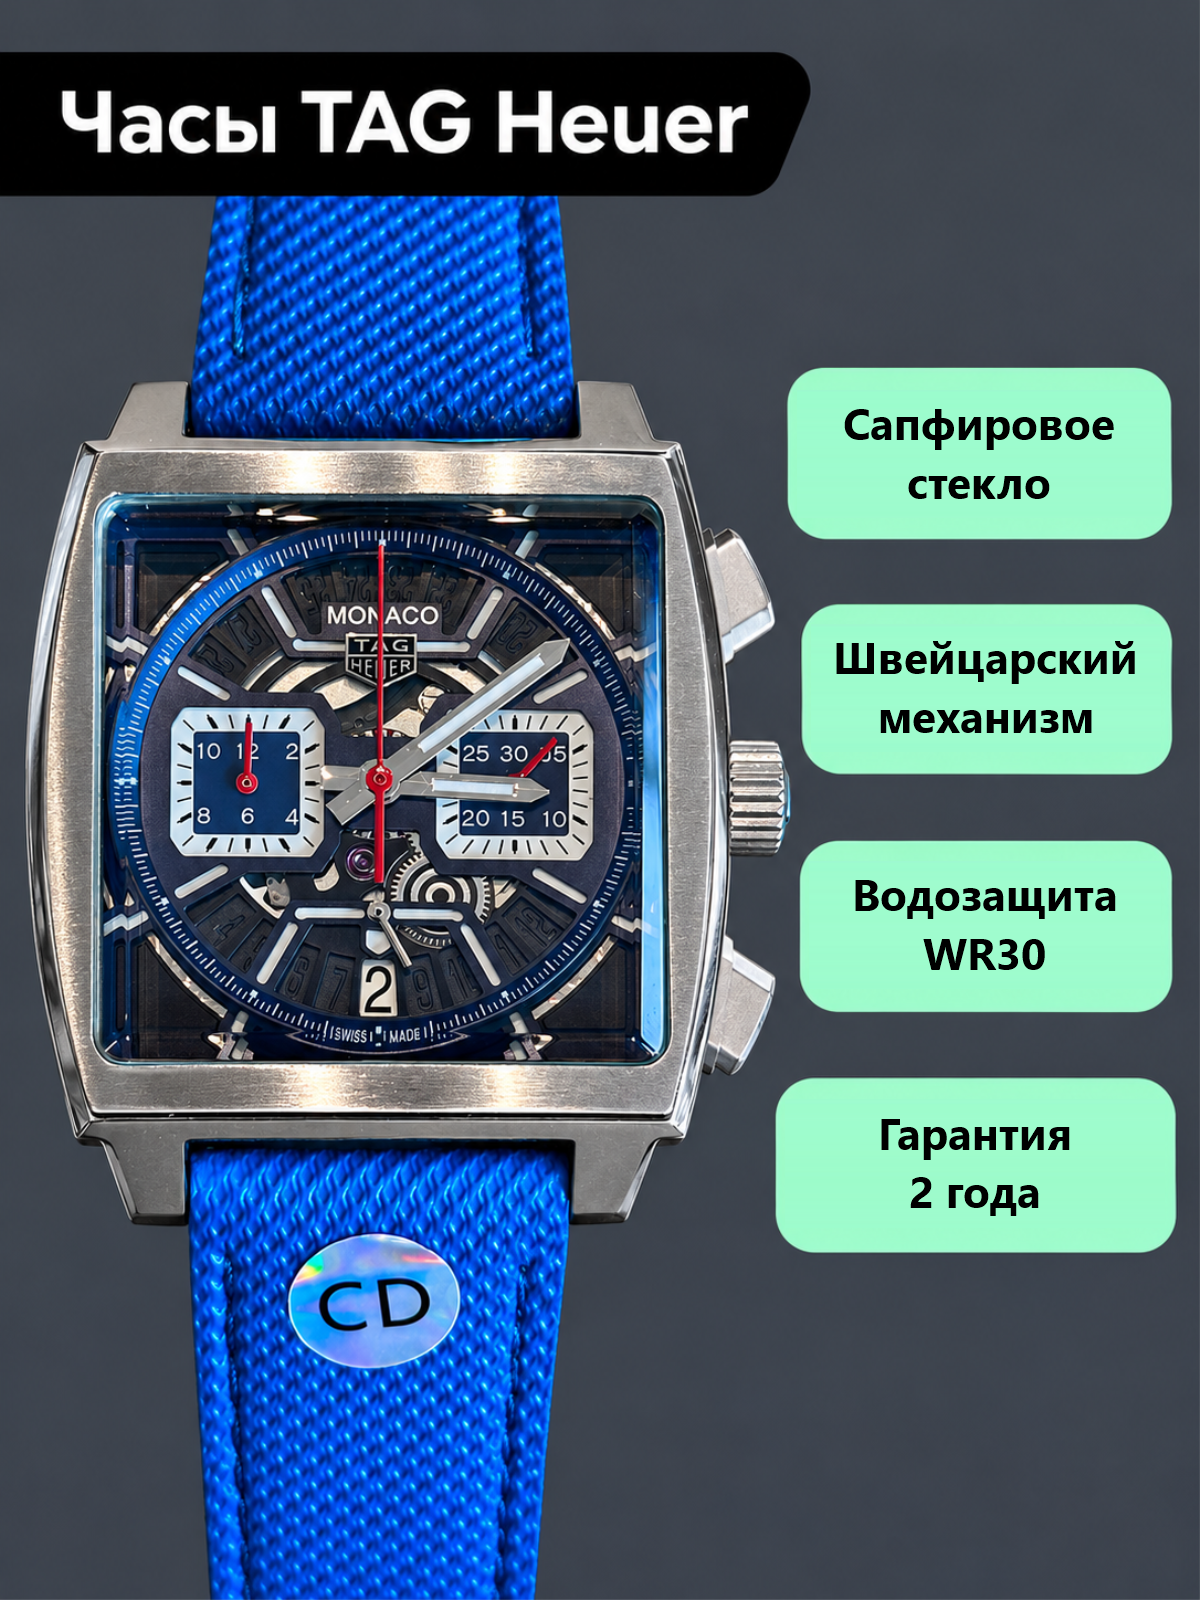 Часы TAG Heuer
Сапфировое
стекло
Швейцарский
механизм
Водозащита
WR30
Гарантия
2 года
MONACO
TAG
HEUER
10 12 2
8 6 4
25 30 35
20 15 10
2
SWISS MADE
CD